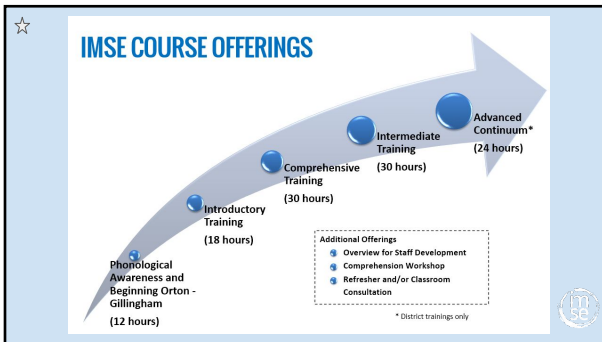 IMSE COURSE OFFERINGS
Phonological
Awareness and
Beginning Orton -
Gillingham
(12 hours)
Introductory
Training
(18 hours)
Comprehensive
Training
(30 hours)
Intermediate
Training
(30 hours)
Advanced
Continuum*
(24 hours)
Additional Offerings
Overview for Staff Development
Comprehension Workshop
Refresher and/or Classroom
Consultation
* District trainings only
imse